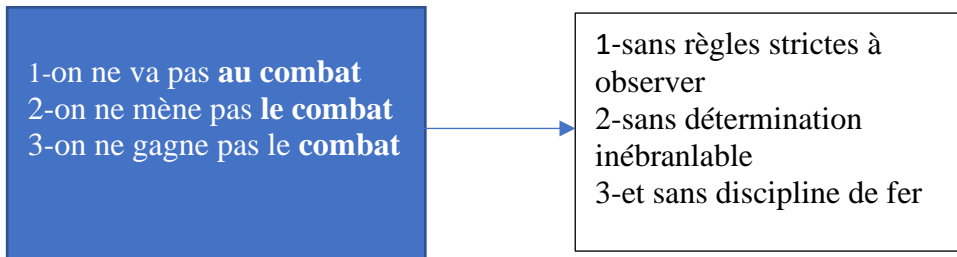 1-on ne va pas au combat
2-on ne mène pas le combat
3-on ne gagne pas le combat
1-sans règles strictes à
observer
2-sans détermination
inébranlable
3-et sans discipline de fer